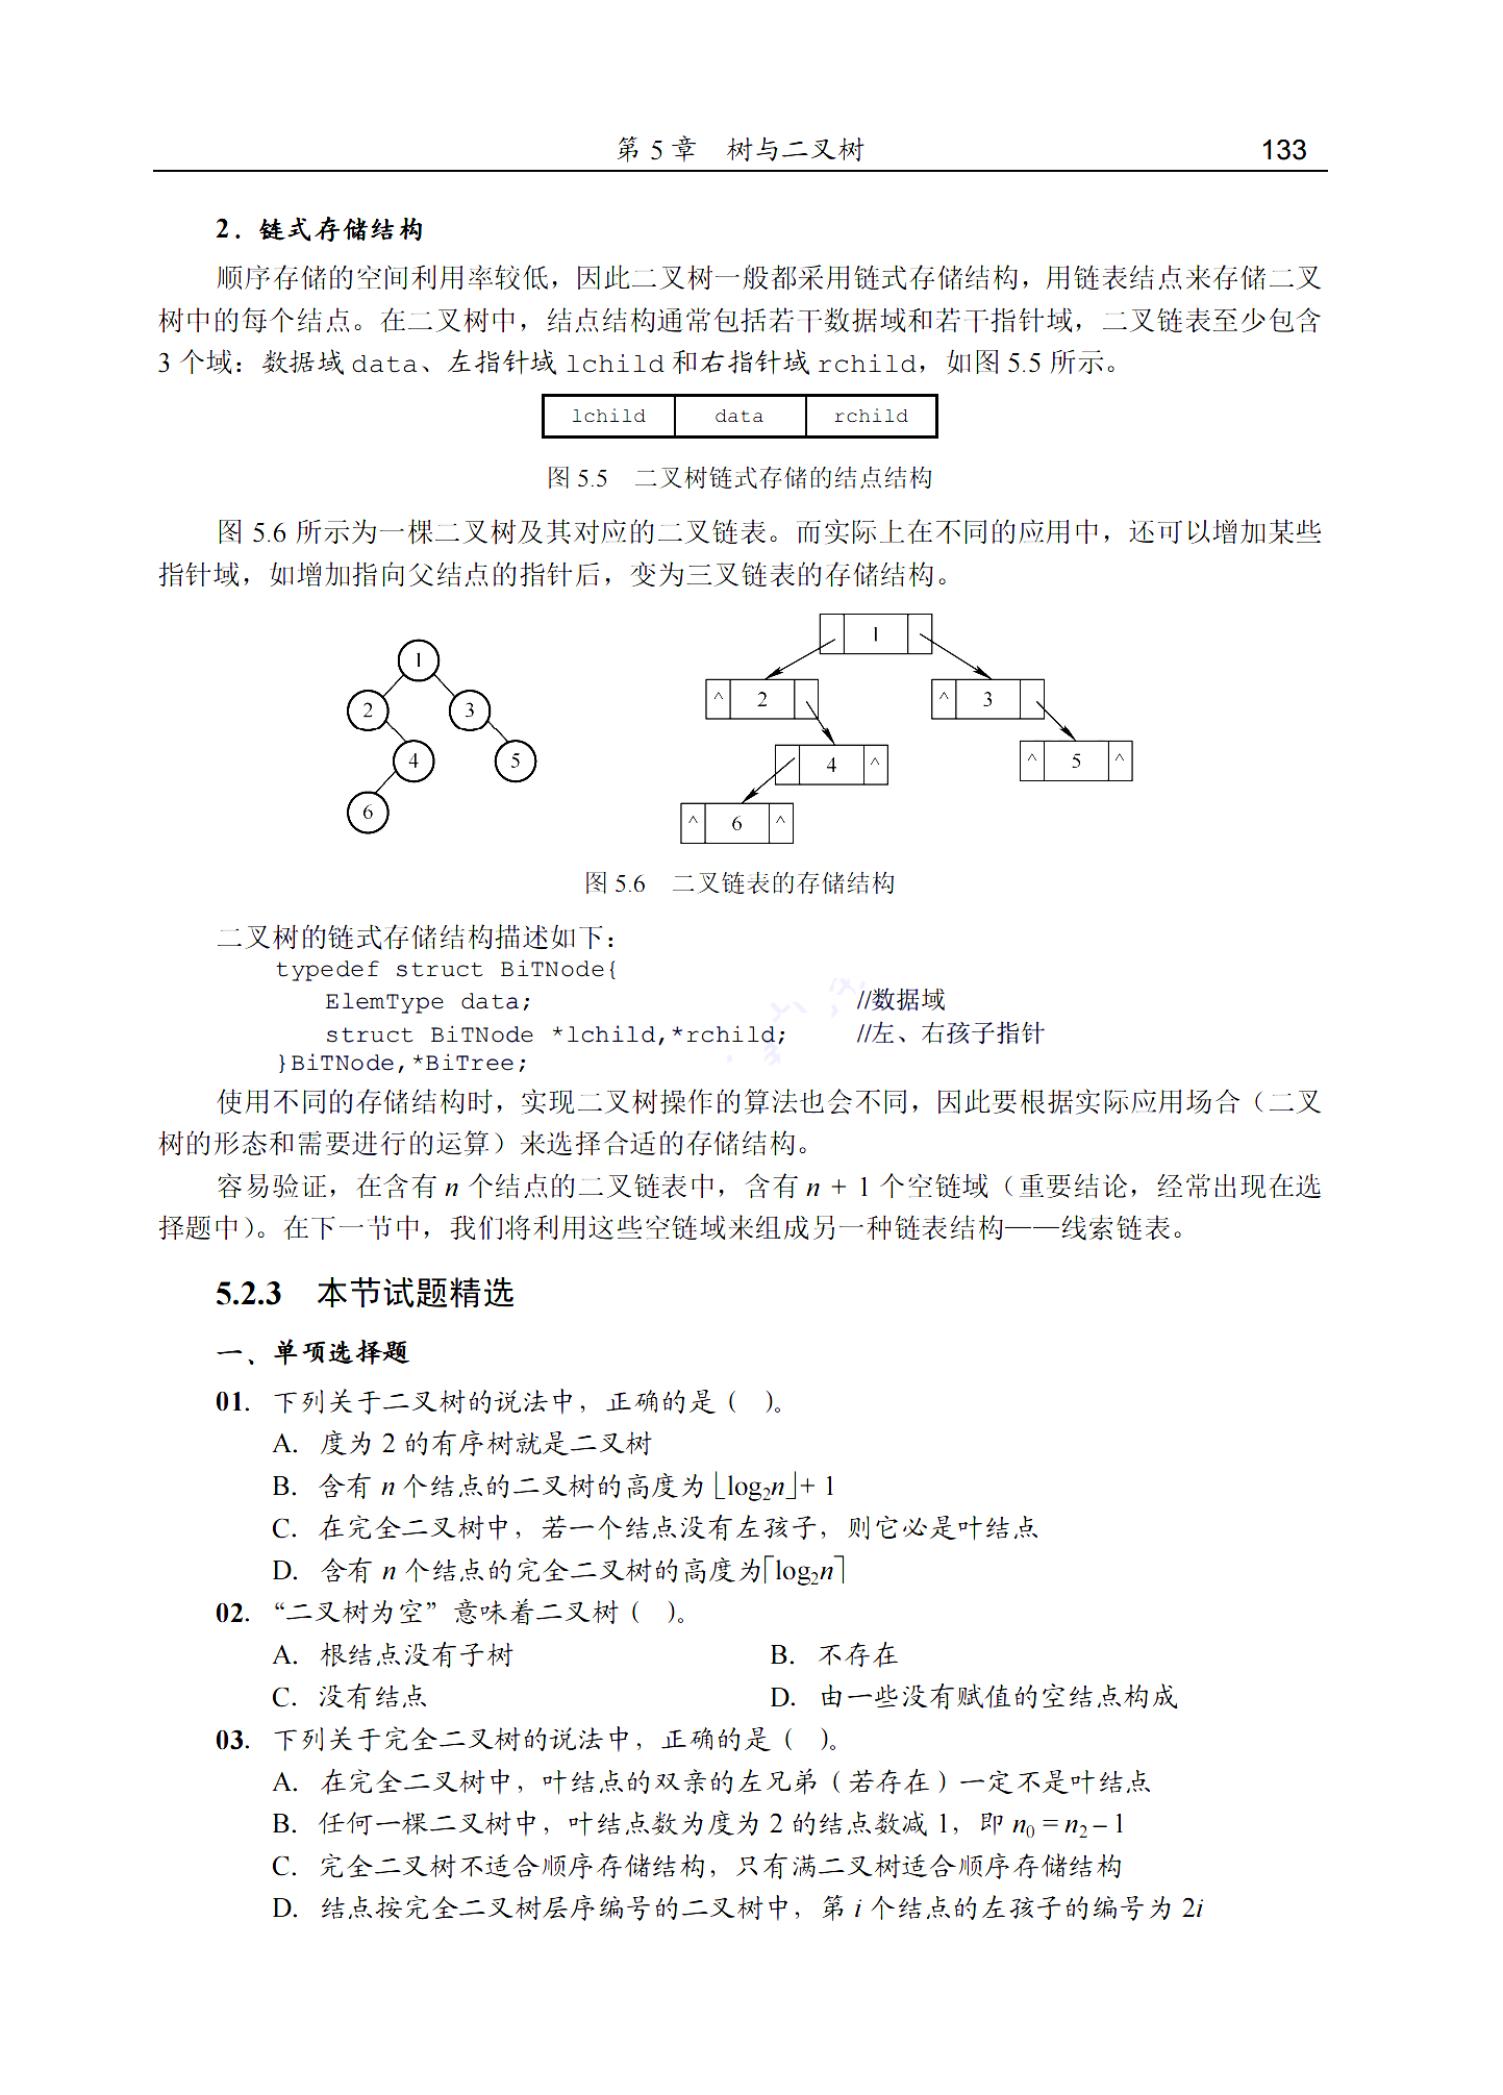 第 5 章 树与二叉树 133
2．链式存储结构
顺序存储的空间利用率较低，因此二叉树一般都采用链式存储结构，用链表结点来存储二叉
树中的每个结点。在二叉树中，结点结构通常包括若干数据域和若干指针域，二叉链表至少包含
3 个域：数据域 data、左指针域 lchild 和右指针域 rchild，如图 5.5 所示。
lchild data rchild
图 5.5 二叉树链式存储的结点结构
图 5.6 所示为一棵二叉树及其对应的二叉链表。而实际上在不同的应用中，还可以增加某些
指针域，如增加指向父结点的指针后，变为三叉链表的存储结构。
1
2 3
4 5
6
1
^ 2 ^ 3
4 ^ ^ 5 ^
^ 6 ^
图 5.6 二叉链表的存储结构
二叉树的链式存储结构描述如下：
typedef struct BiTNode{
ElemType data; //数据域
struct BiTNode *lchild,*rchild; //左、右孩子指针
}BiTNode,*BiTree;
使用不同的存储结构时，实现二叉树操作的算法也会不同，因此要根据实际应用场合（二叉
树的形态和需要进行的运算）来选择合适的存储结构。
容易验证，在含有 n 个结点的二叉链表中，含有 n + 1 个空链域（重要结论，经常出现在选
择题中）。在下一节中，我们将利用这些空链域来组成另一种链表结构——线索链表。
5.2.3 本节试题精选
一、单项选择题
01. 下列关于二叉树的说法中，正确的是（ ）。
A. 度为 2 的有序树就是二叉树
B. 含有 n 个结点的二叉树的高度为⌊log₂n⌋+ 1
C. 在完全二叉树中，若一个结点没有左孩子，则它必是叶结点
D. 含有 n 个结点的完全二叉树的高度为⌈log₂n⌉
02. “二叉树为空”意味着二叉树（ ）。
A. 根结点没有子树 B. 不存在
C. 没有结点 D. 由一些没有赋值的空结点构成
03. 下列关于完全二叉树的说法中，正确的是（ ）。
A. 在完全二叉树中，叶结点的双亲的左兄弟（若存在）一定不是叶结点
B. 任何一棵二叉树中，叶结点数为度为 2 的结点数减 1，即 n₀ = n₂ – 1
C. 完全二叉树不适合顺序存储结构，只有满二叉树适合顺序存储结构
D. 结点按完全二叉树层序编号的二叉树中，第 i 个结点的左孩子的编号为 2i